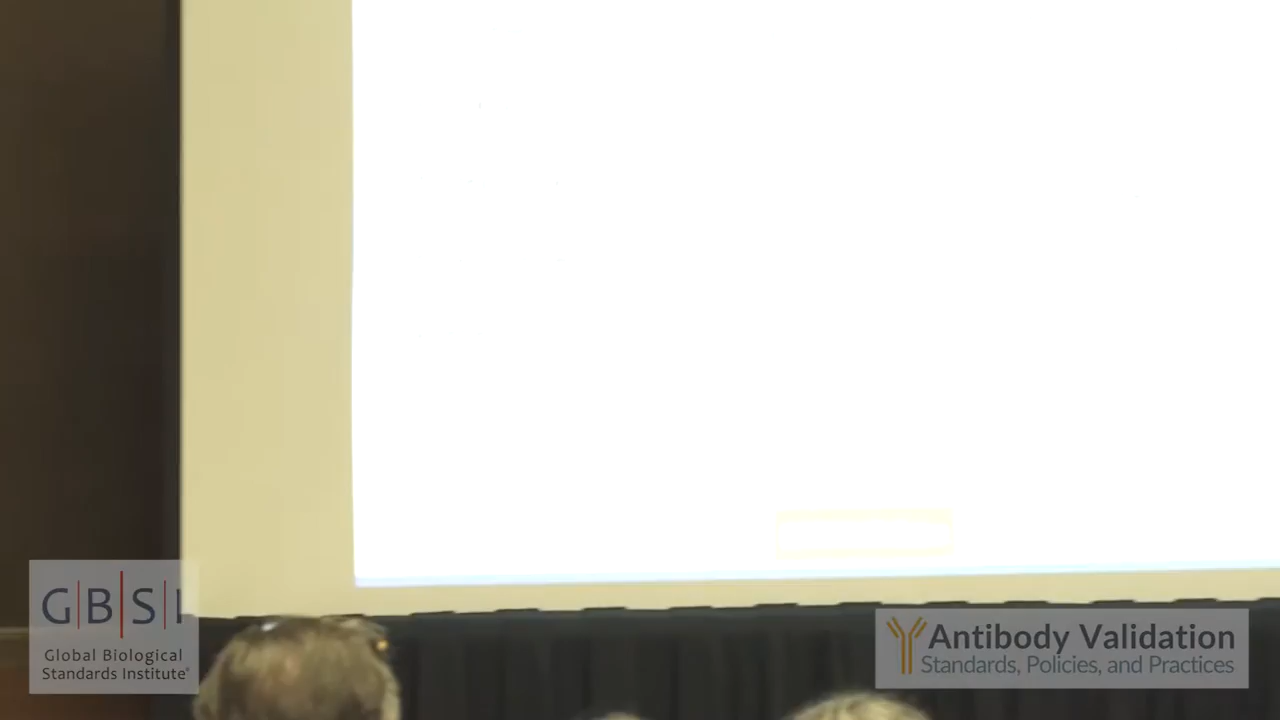 GBSI
Global Biological
Standards Institute®
Antibody Validation
Standards, Policies, and Practices